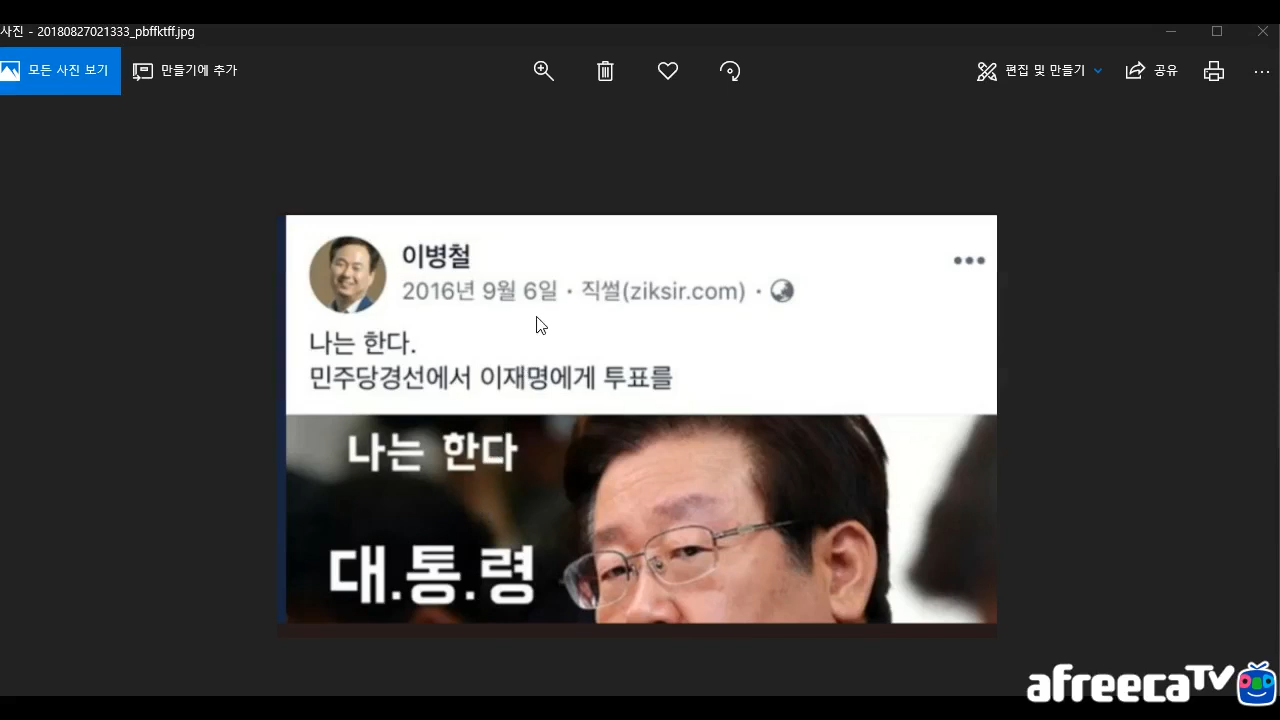 사진 - 20180827021333_pbffktff.jpg
모든 사진 보기
만들기에 추가
편집 및 만들기
공유
이병철
2016년 9월 6일 · 직썰(ziksir.com) ·
나는 한다.
민주당경선에서 이재명에게 투표를
나는 한다
대.통.령
afreecaTV